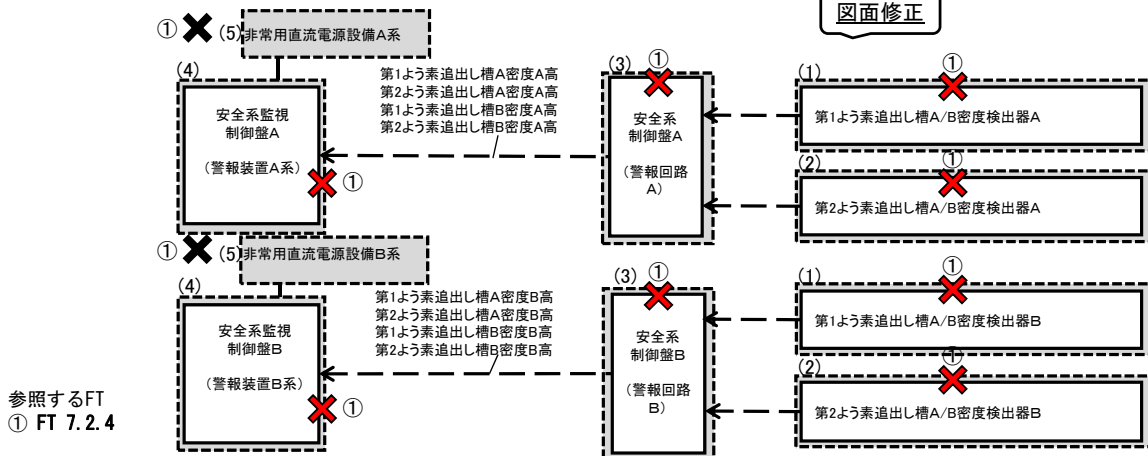 図面修正
① (5)非常用直流電源設備A系
(4)
安全系監視
制御盤A
(警報装置A系)
①
第1よう素追出し槽A密度A高
第2よう素追出し槽A密度A高
第1よう素追出し槽B密度A高
第2よう素追出し槽B密度A高
(3) ①
安全系
制御盤A
(警報回路
A)
(1) ①
第1よう素追出し槽A/B密度検出器A
(2) ①
第2よう素追出し槽A/B密度検出器A
① (5)非常用直流電源設備B系
(4)
安全系監視
制御盤B
(警報装置B系)
①
第1よう素追出し槽A密度B高
第2よう素追出し槽A密度B高
第1よう素追出し槽B密度B高
第2よう素追出し槽B密度B高
(3) ①
安全系
制御盤B
(警報回路
B)
(1) ①
第1よう素追出し槽A/B密度検出器B
(2) ①
第2よう素追出し槽A/B密度検出器B
参照するFT
① FT 7.2.4